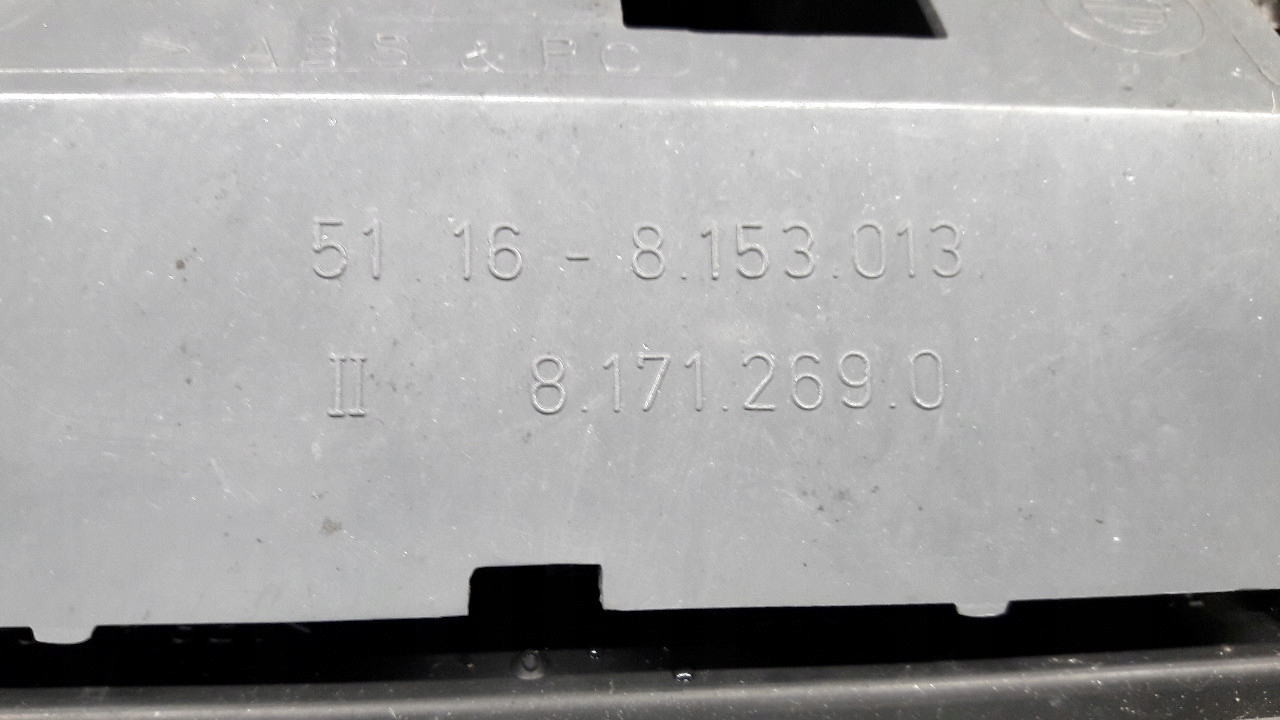 > ABS & PC
51 16 - 8.153.013
II 8.171.269.0